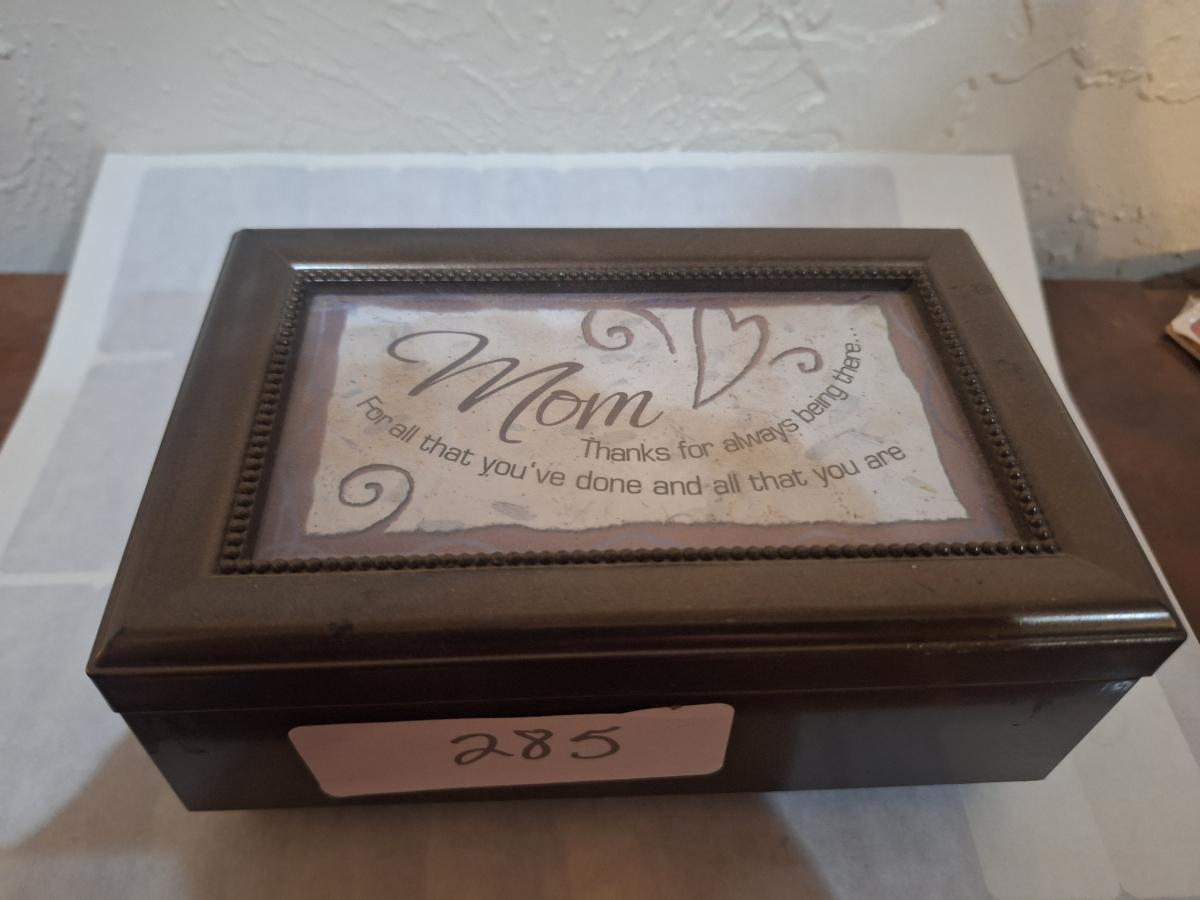 Mom
Thanks for always being there...
For all that you've done and all that you are
285